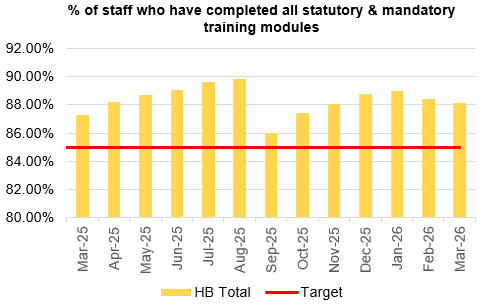 % of staff who have completed all statutory & mandatory
training modules
92.00%
90.00%
88.00%
86.00%
84.00%
82.00%
80.00%
Mar-25
Apr-25
May-25
Jun-25
Jul-25
Aug-25
Sep-25
Oct-25
Nov-25
Dec-25
Jan-26
Feb-26
Mar-26
HB Total
Target